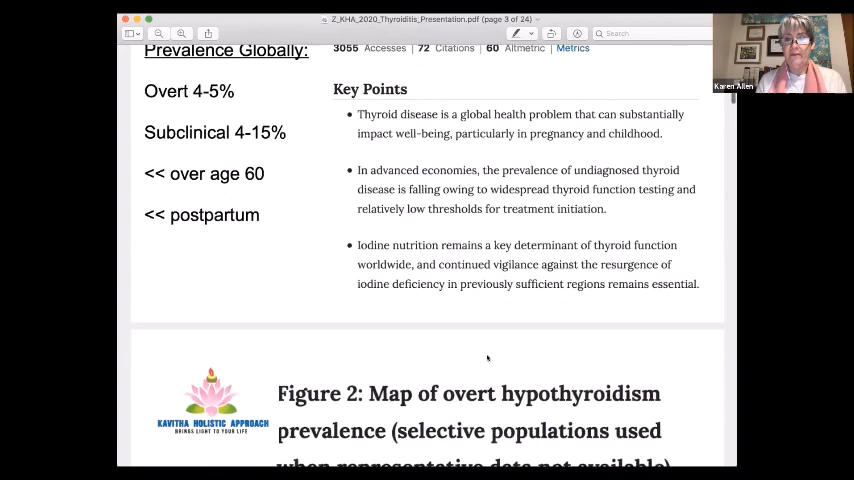 Z_KHA_2020_Thyroiditis_Presentation.pdf (page 3 of 24)
Search
Karen Allen
Prevalence Globally:
3055 Accesses | 72 Citations | 60 Altmetric | Metrics
Overt 4-5%
Subclinical 4-15%
<< over age 60
<< postpartum
Key Points
Thyroid disease is a global health problem that can substantially
impact well-being, particularly in pregnancy and childhood.
In advanced economies, the prevalence of undiagnosed thyroid
disease is falling owing to widespread thyroid function testing and
relatively low thresholds for treatment initiation.
Iodine nutrition remains a key determinant of thyroid function
worldwide, and continued vigilance against the resurgence of
iodine deficiency in previously sufficient regions remains essential.
KAVITHA HOLISTIC APPROACH
BRINGS LIGHT TO YOUR LIFE
Figure 2: Map of overt hypothyroidism
prevalence (selective populations used
when representative data not available)